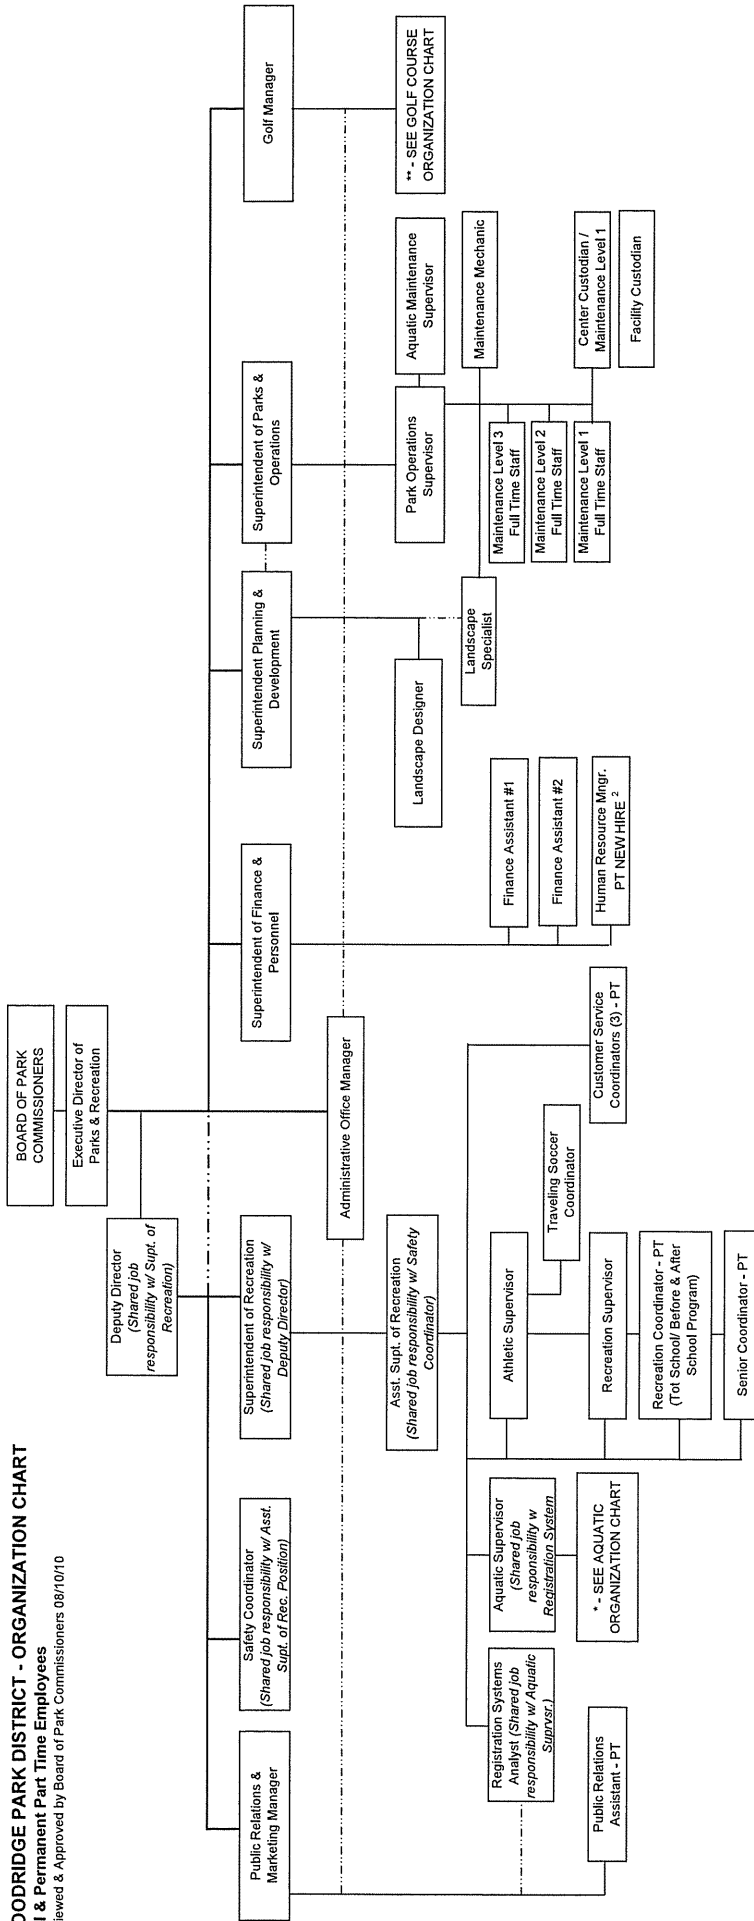 OODRIDGE PARK DISTRICT - ORGANIZATION CHART
l & Permanent Part Time Employees
iewed & Approved by Board of Park Commissioners 08/10/10
BOARD OF PARK
COMMISSIONERS
Executive Director of
Parks & Recreation
Deputy Director
(Shared job
responsibility w/ Supt. of
Recreation)
Public Relations &
Marketing Manager
Safety Coordinator
(Shared job responsibility w/ Asst.
Supt. of Rec. Position)
Superintendent of Recreation
(Shared job responsibility w/
Deputy Director)
Superintendent of Finance &
Personnel
Superintendent Planning &
Development
Superintendent of Parks &
Operations
Golf Manager
Administrative Office Manager
Asst. Supt. of Recreation
(Shared job responsibility w/ Safety
Coordinator)
Landscape Designer
Park Operations
Supervisor
Aquatic Maintenance
Supervisor
** - SEE GOLF COURSE
ORGANIZATION CHART
Landscape
Specialist
Maintenance Mechanic
Registration Systems
Analyst (Shared job
responsibility w/ Aquatic
Suprvsr.)
Aquatic Supervisor
(Shared job
responsibility w
Registration System
Athletic Supervisor
Traveling Soccer
Coordinator
Finance Assistant #1
Maintenance Level 3
Full Time Staff
Finance Assistant #2
Maintenance Level 2
Full Time Staff
Public Relations
Assistant - PT
* - SEE AQUATIC
ORGANIZATION CHART
Recreation Supervisor
Customer Service
Coordinators (3) - PT
Human Resource Mngr.
PT NEW HIRE 2
Maintenance Level 1
Full Time Staff
Center Custodian /
Maintenance Level 1
Facility Custodian
Recreation Coordinator - PT
(Tot School/ Before & After
School Program)
Senior Coordinator - PT